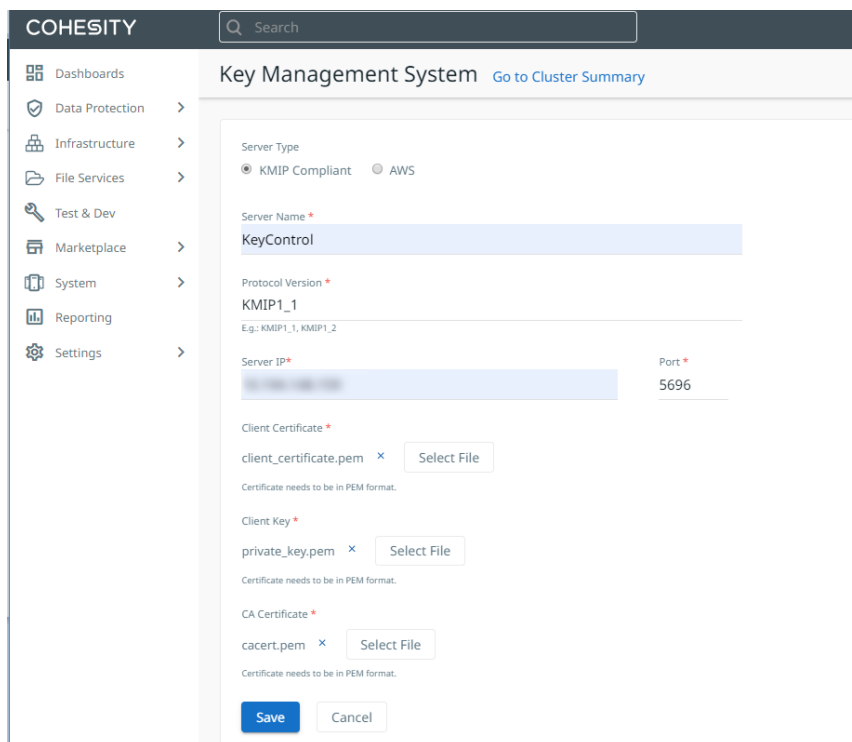 COHESITY
Search
Dashboards
Data Protection
Infrastructure
File Services
Test & Dev
Marketplace
System
Reporting
Settings
Key Management System Go to Cluster Summary
Server Type
KMIP Compliant AWS
Server Name *
KeyControl
Protocol Version *
KMIP1_1
E.g.: KMIP1_1, KMIP1_2
Server IP* Port *
5696
Client Certificate *
client_certificate.pem × Select File
Certificate needs to be in PEM format.
Client Key *
private_key.pem × Select File
Certificate needs to be in PEM format.
CA Certificate *
cacert.pem × Select File
Certificate needs to be in PEM format.
Save Cancel